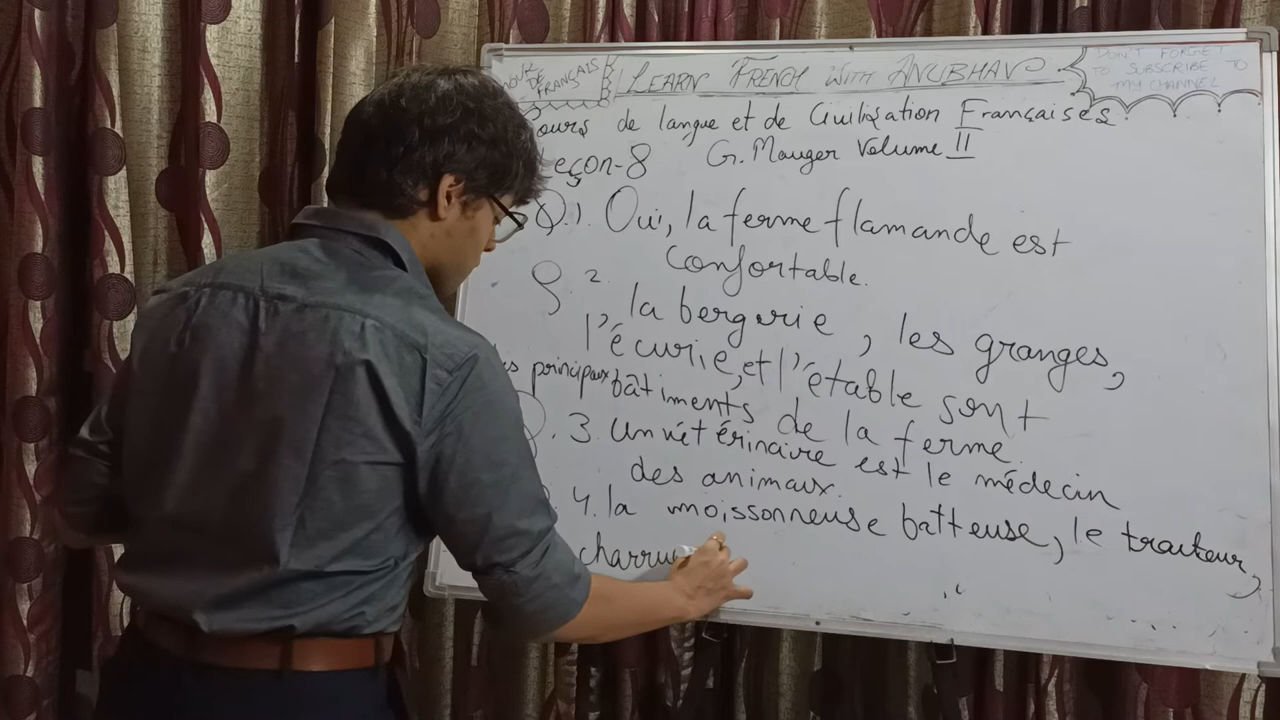 DE FRANÇAIS
LEARN FRENCH WITH ANUBHAV
DON'T FORGET
TO SUBSCRIBE TO
MY CHANNEL
Cours de langue et de Civilisation Françaises
Leçon-8 G. Mauger Volume II
Q.1. Oui, la ferme flamande est
confortable.
Q.2. la bergerie, les granges,
l'écurie, et l'étable sont
principaux bâtiments de la ferme.
3. Un vétérinaire est le médecin
des animaux.
4. la moissonneuse batteuse, le tracteur,
charrue